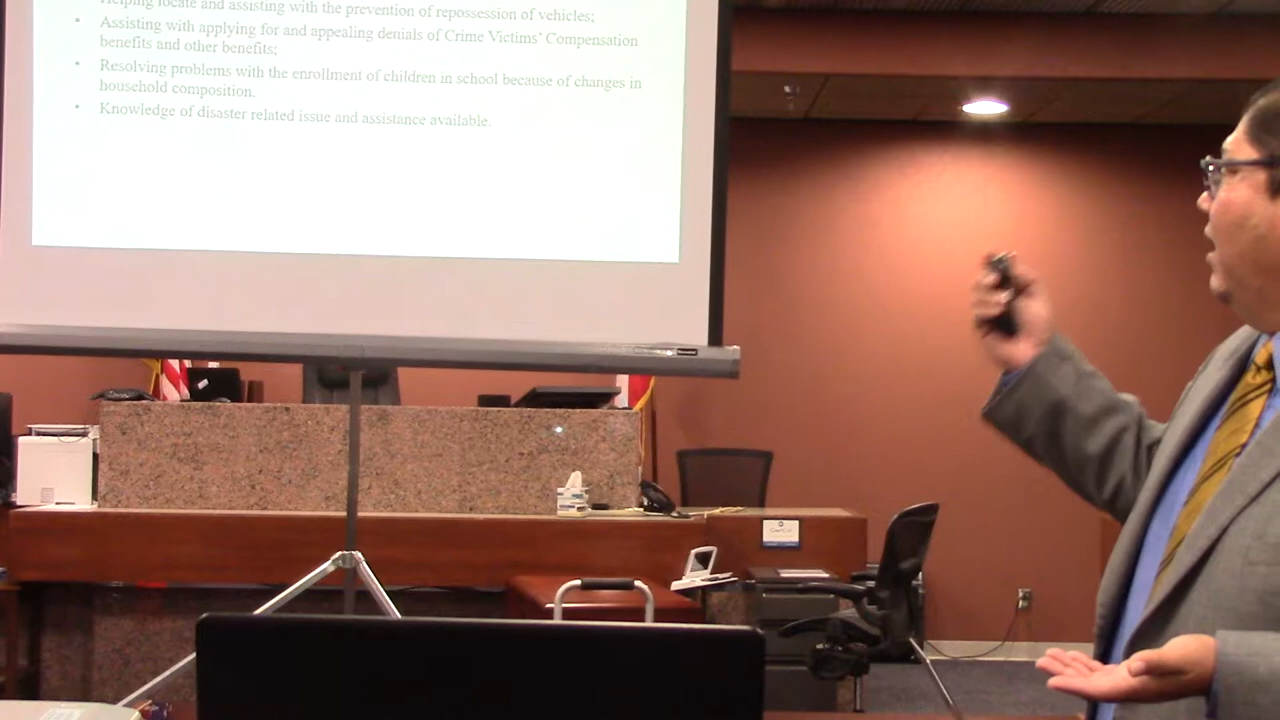 Helping locate and assisting with the prevention of repossession of vehicles;
• Assisting with applying for and appealing denials of Crime Victims' Compensation
benefits and other benefits;
• Resolving problems with the enrollment of children in school because of changes in
household composition.
• Knowledge of disaster related issue and assistance available.